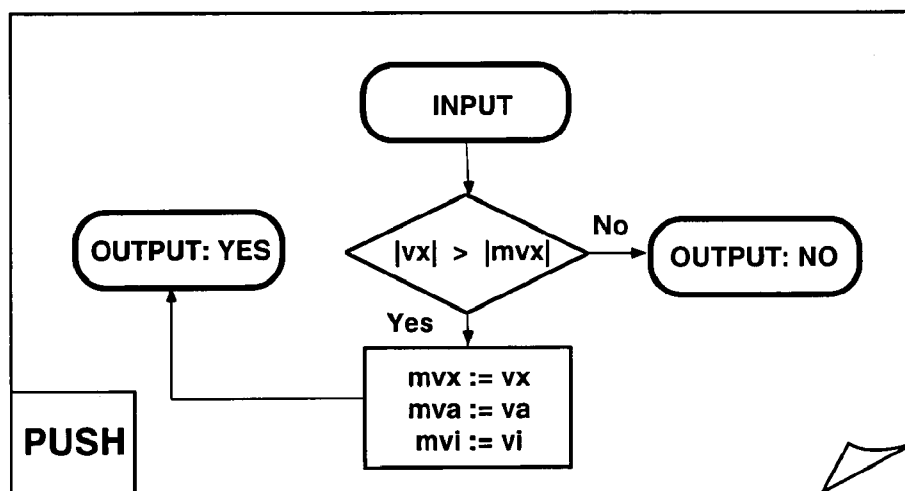 INPUT
No
OUTPUT: YES
|vx| > |mvx|
OUTPUT: NO
Yes
mvx := vx
mva := va
mvi := vi
PUSH